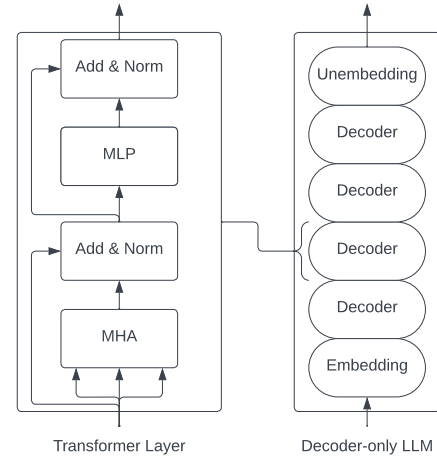 Add & Norm
MLP
Add & Norm
MHA
Transformer Layer
Unembedding
Decoder
Decoder
Decoder
Decoder
Embedding
Decoder-only LLM